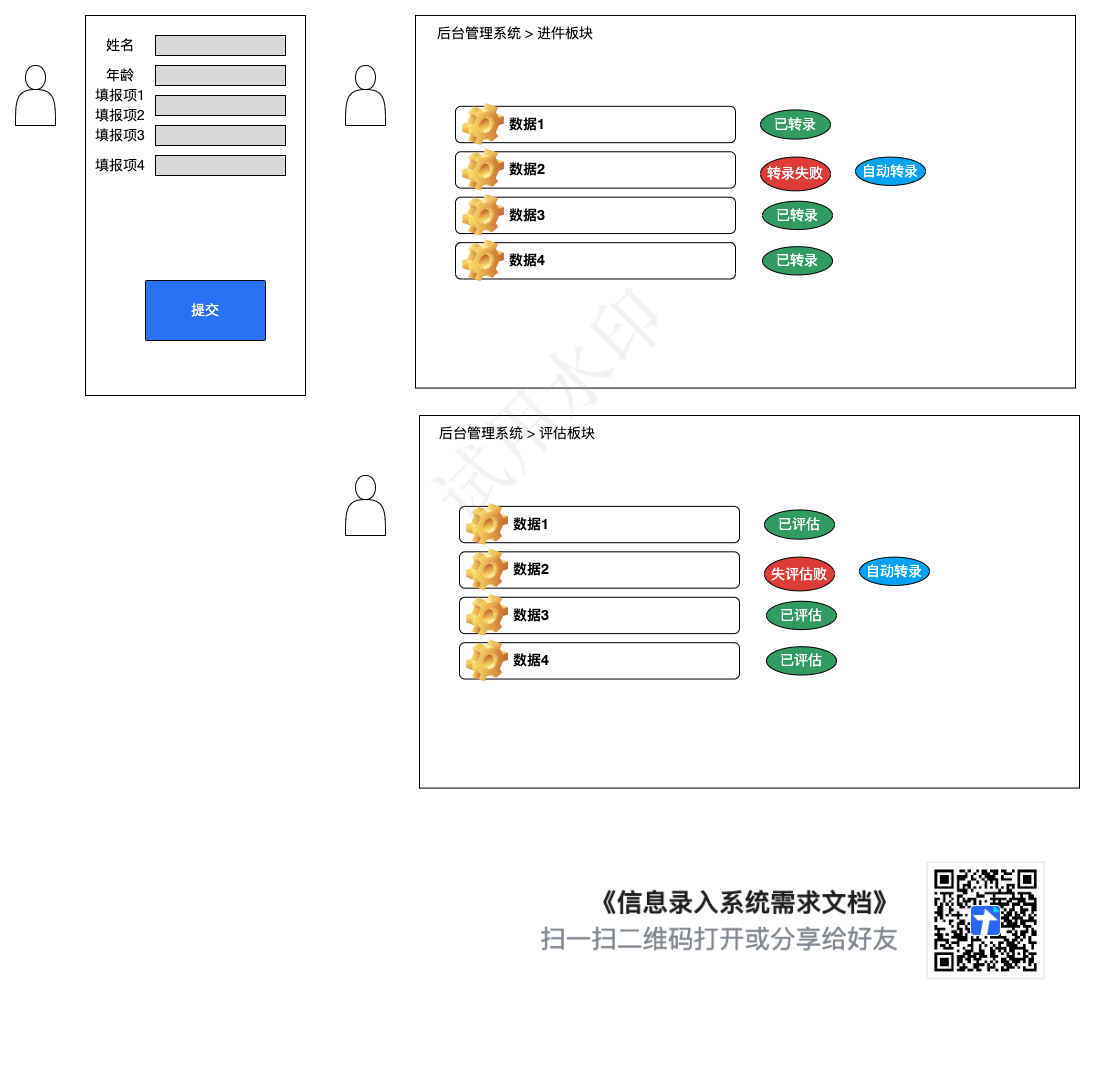 姓名
年龄
填报项1
填报项2
填报项3
填报项4
提交
后台管理系统 > 进件板块
数据1
已转录
数据2
转录失败
自动转录
数据3
已转录
数据4
已转录
试用水印
后台管理系统 > 评估板块
数据1
已评估
数据2
失评估败
自动转录
数据3
已评估
数据4
已评估
《信息录入系统需求文档》
扫一扫二维码打开或分享给好友